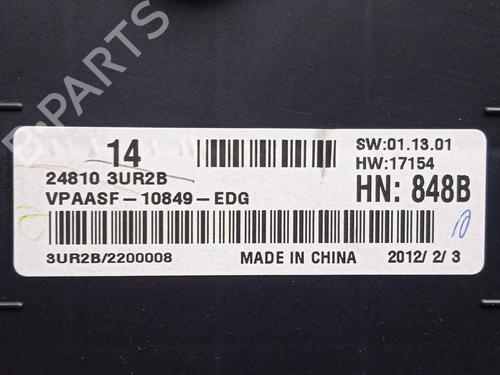 B-PARTS
14
SW:01.13.01
HW:17154
24810 3UR2B
HN: 848B
VPAASF-10849-EDG
3UR2B/2200008
MADE IN CHINA
2012/ 2/ 3